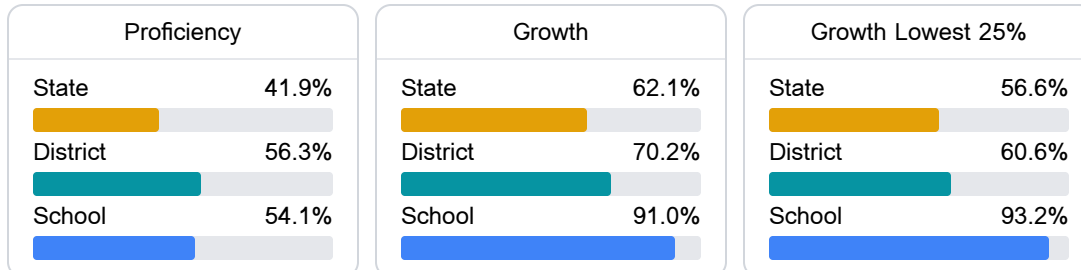 Proficiency
State 41.9%
District 56.3%
School 54.1%
Growth
State 62.1%
District 70.2%
School 91.0%
Growth Lowest 25%
State 56.6%
District 60.6%
School 93.2%